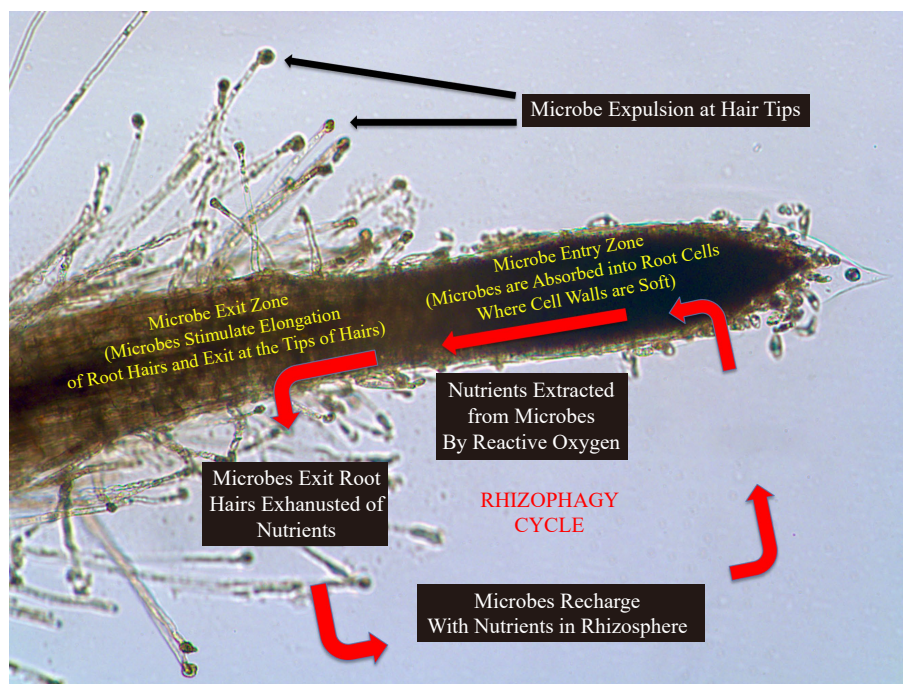 Microbe Expulsion at Hair Tips
Microbe Entry Zone
(Microbes are Absorbed into Root Cells
Where Cell Walls are Soft)
Microbe Exit Zone
(Microbes Stimulate Elongation
of Root Hairs and Exit at the Tips of Hairs)
Nutrients Extracted
from Microbes
By Reactive Oxygen
Microbes Exit Root
Hairs Exhanusted of
Nutrients
RHIZOPHAGY
CYCLE
Microbes Recharge
With Nutrients in Rhizosphere